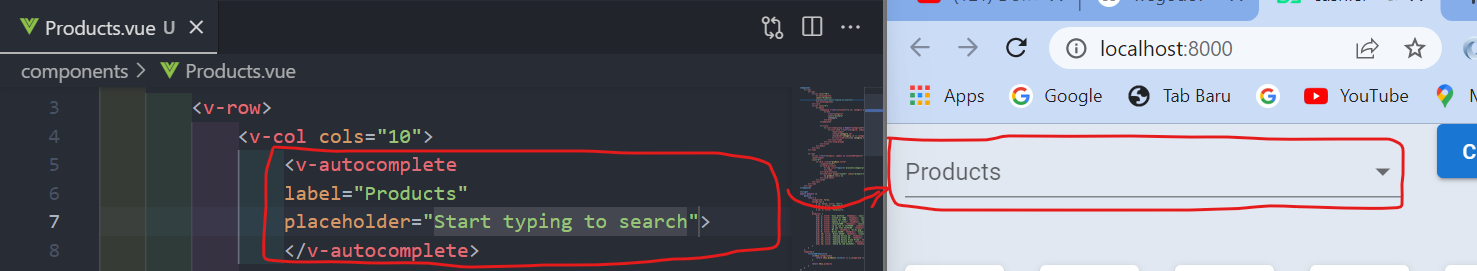 Products.vue U
components > Products.vue
3 <v-row>
4 <v-col cols="10">
5 <v-autocomplete
6 label="Products"
7 placeholder="Start typing to search">
8 </v-autocomplete>
localhost:8000
Apps Google Tab Baru YouTube
Products